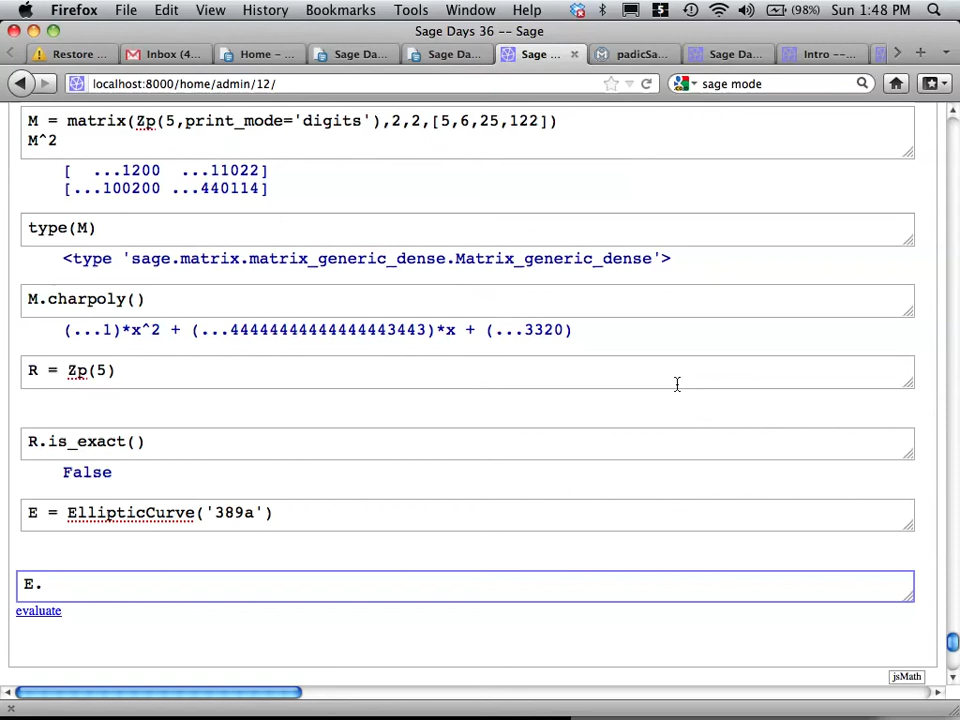 Firefox File Edit View History Bookmarks Tools Window Help (98%) Sun 1:48 PM
Sage Days 36 -- Sage
Restore ... Inbox (4... Home - ... Sage Da... Sage Da... Sage ... padicSa... Sage Da... Intro --...
localhost:8000/home/admin/12/ sage mode
M = matrix(Zp(5,print_mode='digits'),2,2,[5,6,25,122])
M^2
[ ...1200 ...11022]
[...100200 ...440114]
type(M)
<type 'sage.matrix.matrix_generic_dense.Matrix_generic_dense'>
M.charpoly()
(...1)*x^2 + (...44444444444444443443)*x + (...3320)
R = Zp(5)
R.is_exact()
False
E = EllipticCurve('389a')
E.
evaluate
jsMath